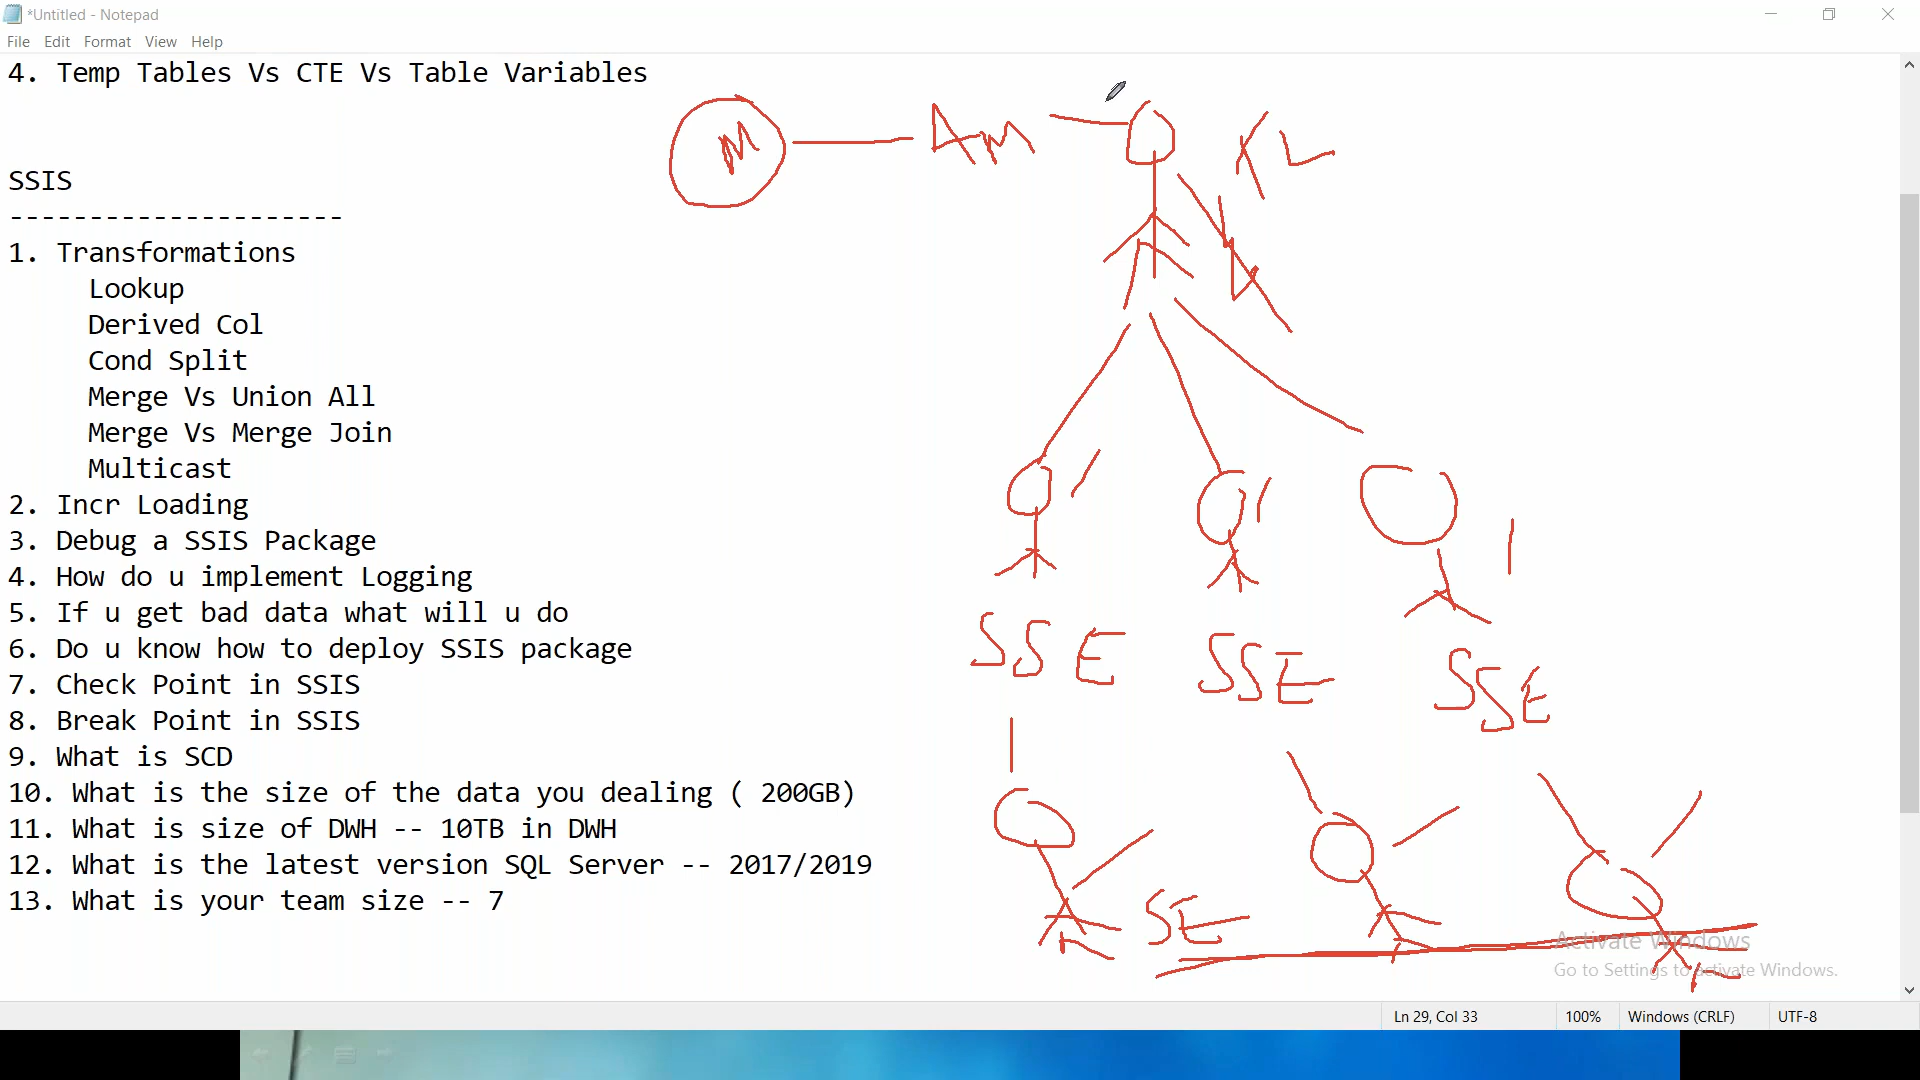 *Untitled - Notepad
File Edit Format View Help
4. Temp Tables Vs CTE Vs Table Variables
SSIS
---------------------
1. Transformations
Lookup
Derived Col
Cond Split
Merge Vs Union All
Merge Vs Merge Join
Multicast
2. Incr Loading
3. Debug a SSIS Package
4. How do u implement Logging
5. If u get bad data what will u do
6. Do u know how to deploy SSIS package
7. Check Point in SSIS
8. Break Point in SSIS
9. What is SCD
10. What is the size of the data you dealing ( 200GB)
11. What is size of DWH -- 10TB in DWH
12. What is the latest version SQL Server -- 2017/2019
13. What is your team size -- 7
M
AM
SSE SSE SSE
SE
Activate Windows
Go to Settings to activate Windows.
Ln 29, Col 33 100% Windows (CRLF) UTF-8